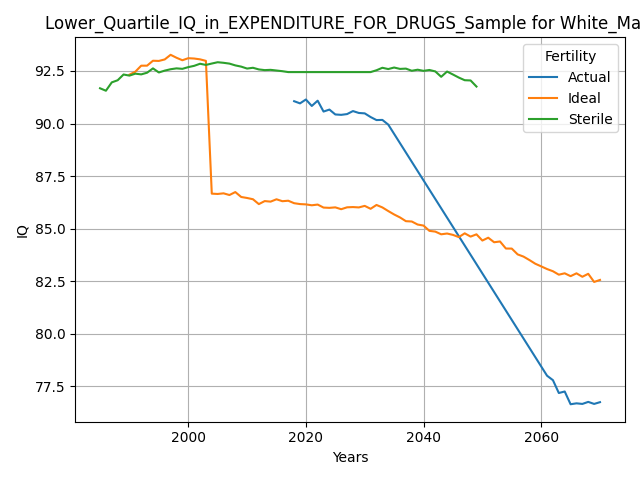 Lower_Quartile_IQ_in_EXPENDITURE_FOR_DRUGS_Sample for White_Ma
Fertility
Actual
Ideal
Sterile
92.5
90.0
87.5
85.0
82.5
80.0
77.5
IQ
2000
2020
2040
2060
Years